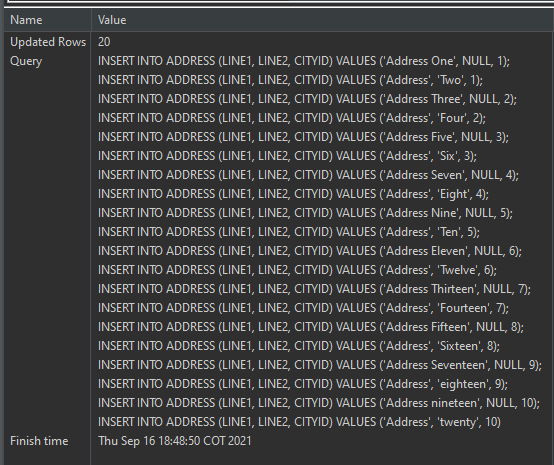 Name Value
Updated Rows 20
Query INSERT INTO ADDRESS (LINE1, LINE2, CITYID) VALUES ('Address One', NULL, 1);
INSERT INTO ADDRESS (LINE1, LINE2, CITYID) VALUES ('Address', 'Two', 1);
INSERT INTO ADDRESS (LINE1, LINE2, CITYID) VALUES ('Address Three', NULL, 2);
INSERT INTO ADDRESS (LINE1, LINE2, CITYID) VALUES ('Address', 'Four', 2);
INSERT INTO ADDRESS (LINE1, LINE2, CITYID) VALUES ('Address Five', NULL, 3);
INSERT INTO ADDRESS (LINE1, LINE2, CITYID) VALUES ('Address', 'Six', 3);
INSERT INTO ADDRESS (LINE1, LINE2, CITYID) VALUES ('Address Seven', NULL, 4);
INSERT INTO ADDRESS (LINE1, LINE2, CITYID) VALUES ('Address', 'Eight', 4);
INSERT INTO ADDRESS (LINE1, LINE2, CITYID) VALUES ('Address Nine', NULL, 5);
INSERT INTO ADDRESS (LINE1, LINE2, CITYID) VALUES ('Address', 'Ten', 5);
INSERT INTO ADDRESS (LINE1, LINE2, CITYID) VALUES ('Address Eleven', NULL, 6);
INSERT INTO ADDRESS (LINE1, LINE2, CITYID) VALUES ('Address', 'Twelve', 6);
INSERT INTO ADDRESS (LINE1, LINE2, CITYID) VALUES ('Address Thirteen', NULL, 7);
INSERT INTO ADDRESS (LINE1, LINE2, CITYID) VALUES ('Address', 'Fourteen', 7);
INSERT INTO ADDRESS (LINE1, LINE2, CITYID) VALUES ('Address Fifteen', NULL, 8);
INSERT INTO ADDRESS (LINE1, LINE2, CITYID) VALUES ('Address', 'Sixteen', 8);
INSERT INTO ADDRESS (LINE1, LINE2, CITYID) VALUES ('Address Seventeen', NULL, 9);
INSERT INTO ADDRESS (LINE1, LINE2, CITYID) VALUES ('Address', 'eighteen', 9);
INSERT INTO ADDRESS (LINE1, LINE2, CITYID) VALUES ('Address nineteen', NULL, 10);
INSERT INTO ADDRESS (LINE1, LINE2, CITYID) VALUES ('Address', 'twenty', 10)
Finish time Thu Sep 16 18:48:50 COT 2021